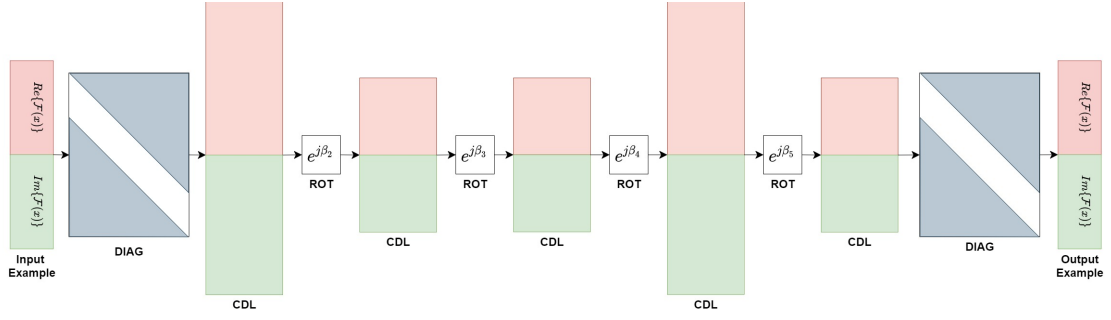 Re{F(x)}
Im{F(x)}
Input
Example
DIAG
CDL
e^{jβ_2}
ROT
CDL
e^{jβ_3}
ROT
CDL
e^{jβ_4}
ROT
CDL
e^{jβ_5}
ROT
CDL
DIAG
Re{F(x)}
Im{F(x)}
Output
Example